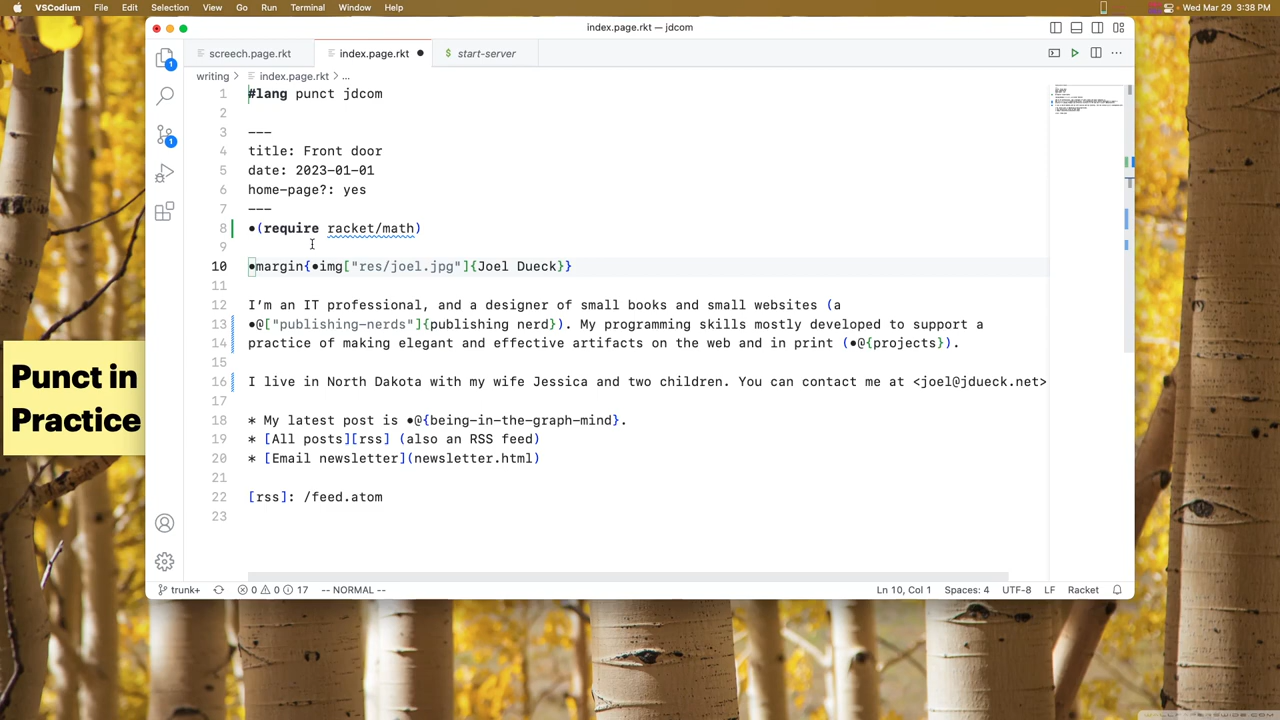 VSCodium File Edit Selection View Go Run Terminal Window Help
Wed Mar 29 3:38 PM
index.page.rkt — jdcom
screech.page.rkt
index.page.rkt ●
$ start-server
writing > index.page.rkt > ...
1 #lang punct jdcom
2
3 ---
4 title: Front door
5 date: 2023-01-01
6 home-page?: yes
7 ---
8 •(require racket/math)
9
10 •margin{•img["res/joel.jpg"]{Joel Dueck}}
11
12 I’m an IT professional, and a designer of small books and small websites (a
13 •@["publishing-nerds"]{publishing nerd}). My programming skills mostly developed to support a
14 practice of making elegant and effective artifacts on the web and in print (•@{projects}).
15
16 I live in North Dakota with my wife Jessica and two children. You can contact me at <joel@jdueck.net>
17
18 * My latest post is •@{being-in-the-graph-mind}.
19 * [All posts][rss] (also an RSS feed)
20 * [Email newsletter](newsletter.html)
21
22 [rss]: /feed.atom
23
1
1
Punct in
Practice
trunk+ 0 0 17 -- NORMAL -- Ln 10, Col 1 Spaces: 4 UTF-8 LF Racket